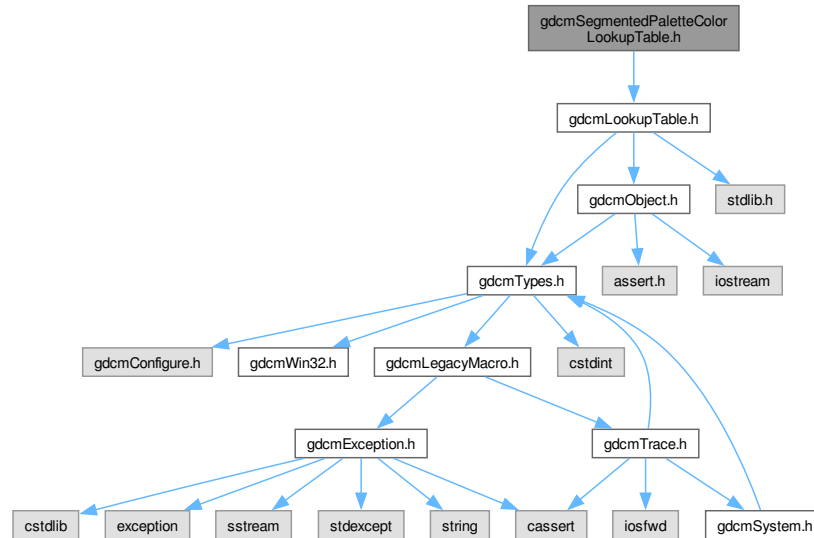 gdcmSegmentedPaletteColor
LookupTable.h
gdcmLookupTable.h
gdcmObject.h
stdlib.h
gdcmTypes.h
assert.h
iostream
gdcmConfigure.h
gdcmWin32.h
gdcmLegacyMacro.h
cstdint
gdcmException.h
gdcmTrace.h
cstdlib
exception
sstream
stdexcept
string
cassert
iosfwd
gdcmSystem.h